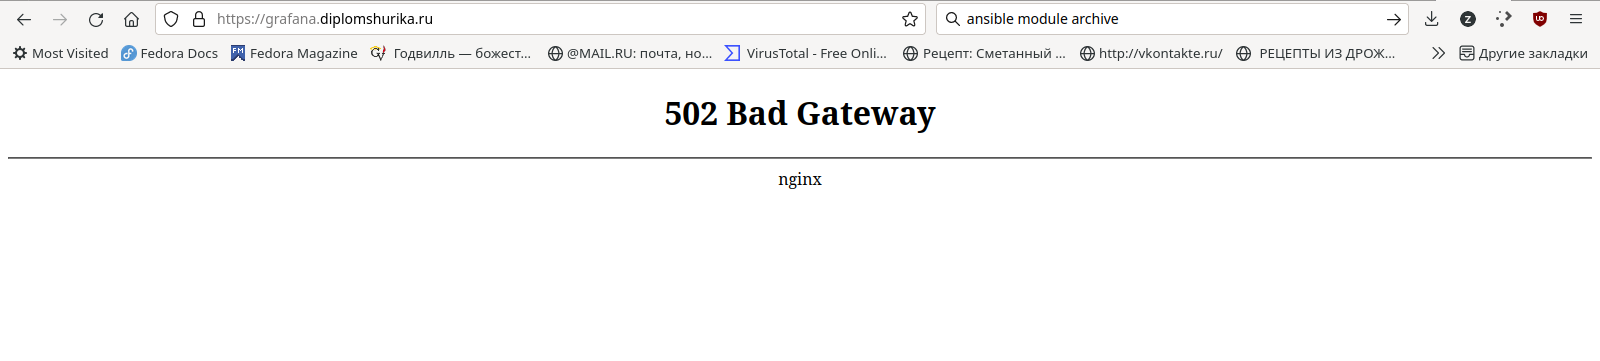 https://grafana.diplomshurika.ru ansible module archive
Most Visited Fedora Docs Fedora Magazine Годвилль — божест... @MAIL.RU: почта, но... VirusTotal - Free Onli... Рецепт: Сметанный ... http://vkontakte.ru/ РЕЦЕПТЫ ИЗ ДРОЖ... Другие закладки
502 Bad Gateway
nginx